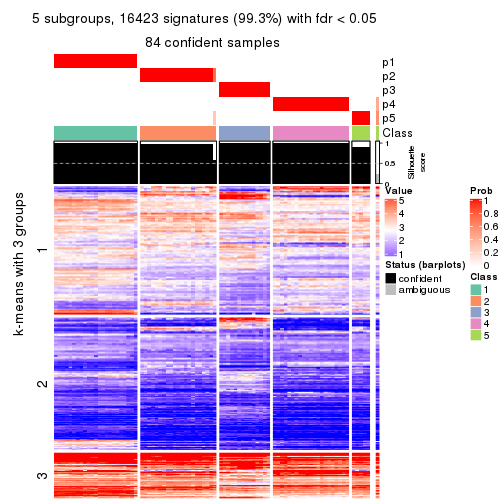 5 subgroups, 16423 signatures (99.3%) with fdr < 0.05
84 confident samples
p1
p2
p3
p4
p5
Class
1
0.5
0
Silhouette
score
k-means with 3 groups
1
2
3
Value
5
4
3
2
1
Status (barplots)
confident
ambiguous
Prob
1
0.8
0.6
0.4
0.2
0
Class
1
2
3
4
5